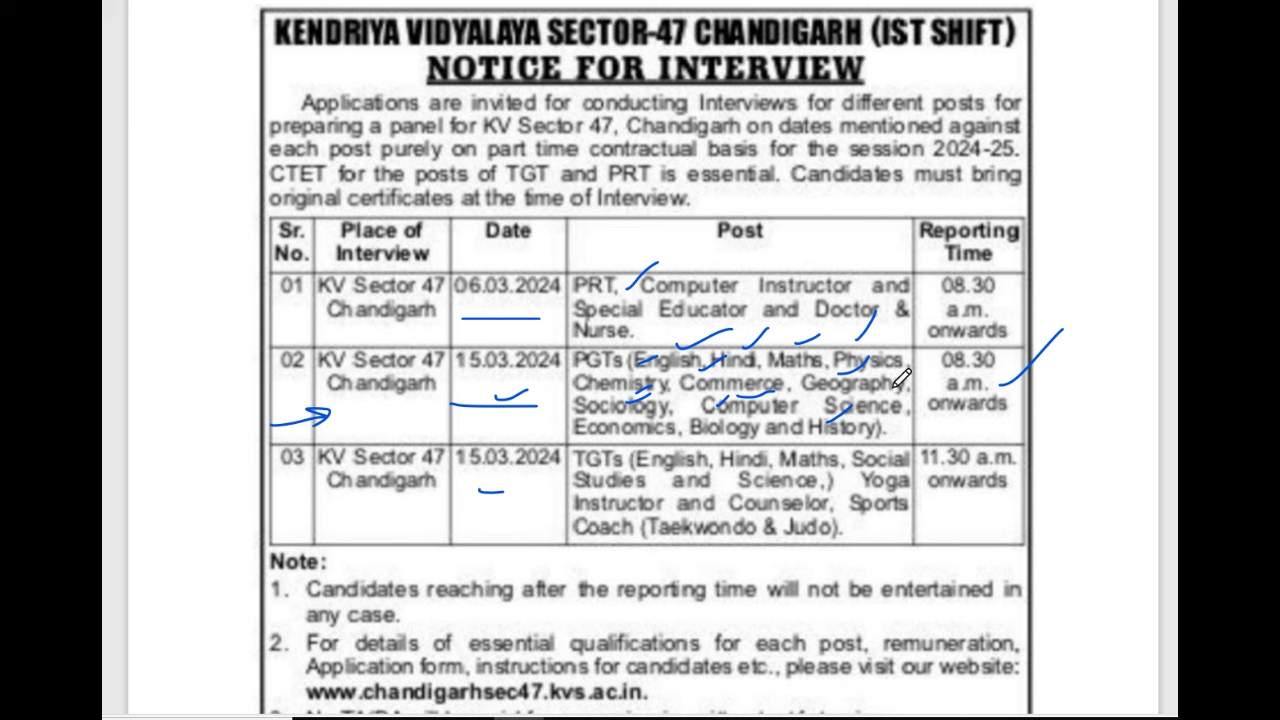 KENDRIYA VIDYALAYA SECTOR-47 CHANDIGARH (IST SHIFT)
NOTICE FOR INTERVIEW
Applications are invited for conducting Interviews for different posts for
preparing a panel for KV Sector 47, Chandigarh on dates mentioned against
each post purely on part time contractual basis for the session 2024-25.
CTET for the posts of TGT and PRT is essential. Candidates must bring
original certificates at the time of Interview.
Sr. No. Place of Interview Date Post Reporting Time
01 KV Sector 47 Chandigarh 06.03.2024 PRT, Computer Instructor and Special Educator and Doctor & Nurse. 08.30 a.m. onwards
02 KV Sector 47 Chandigarh 15.03.2024 PGTs (English, Hindi, Maths, Physics, Chemistry, Commerce, Geography, Sociology, Computer Science, Economics, Biology and History). 08.30 a.m. onwards
03 KV Sector 47 Chandigarh 15.03.2024 TGTs (English, Hindi, Maths, Social Studies and Science,) Yoga Instructor and Counselor, Sports Coach (Taekwondo & Judo). 11.30 a.m. onwards
Note:
1. Candidates reaching after the reporting time will not be entertained in
any case.
2. For details of essential qualifications for each post, remuneration,
Application form, instructions for candidates etc., please visit our website:
www.chandigarhsec47.kvs.ac.in.